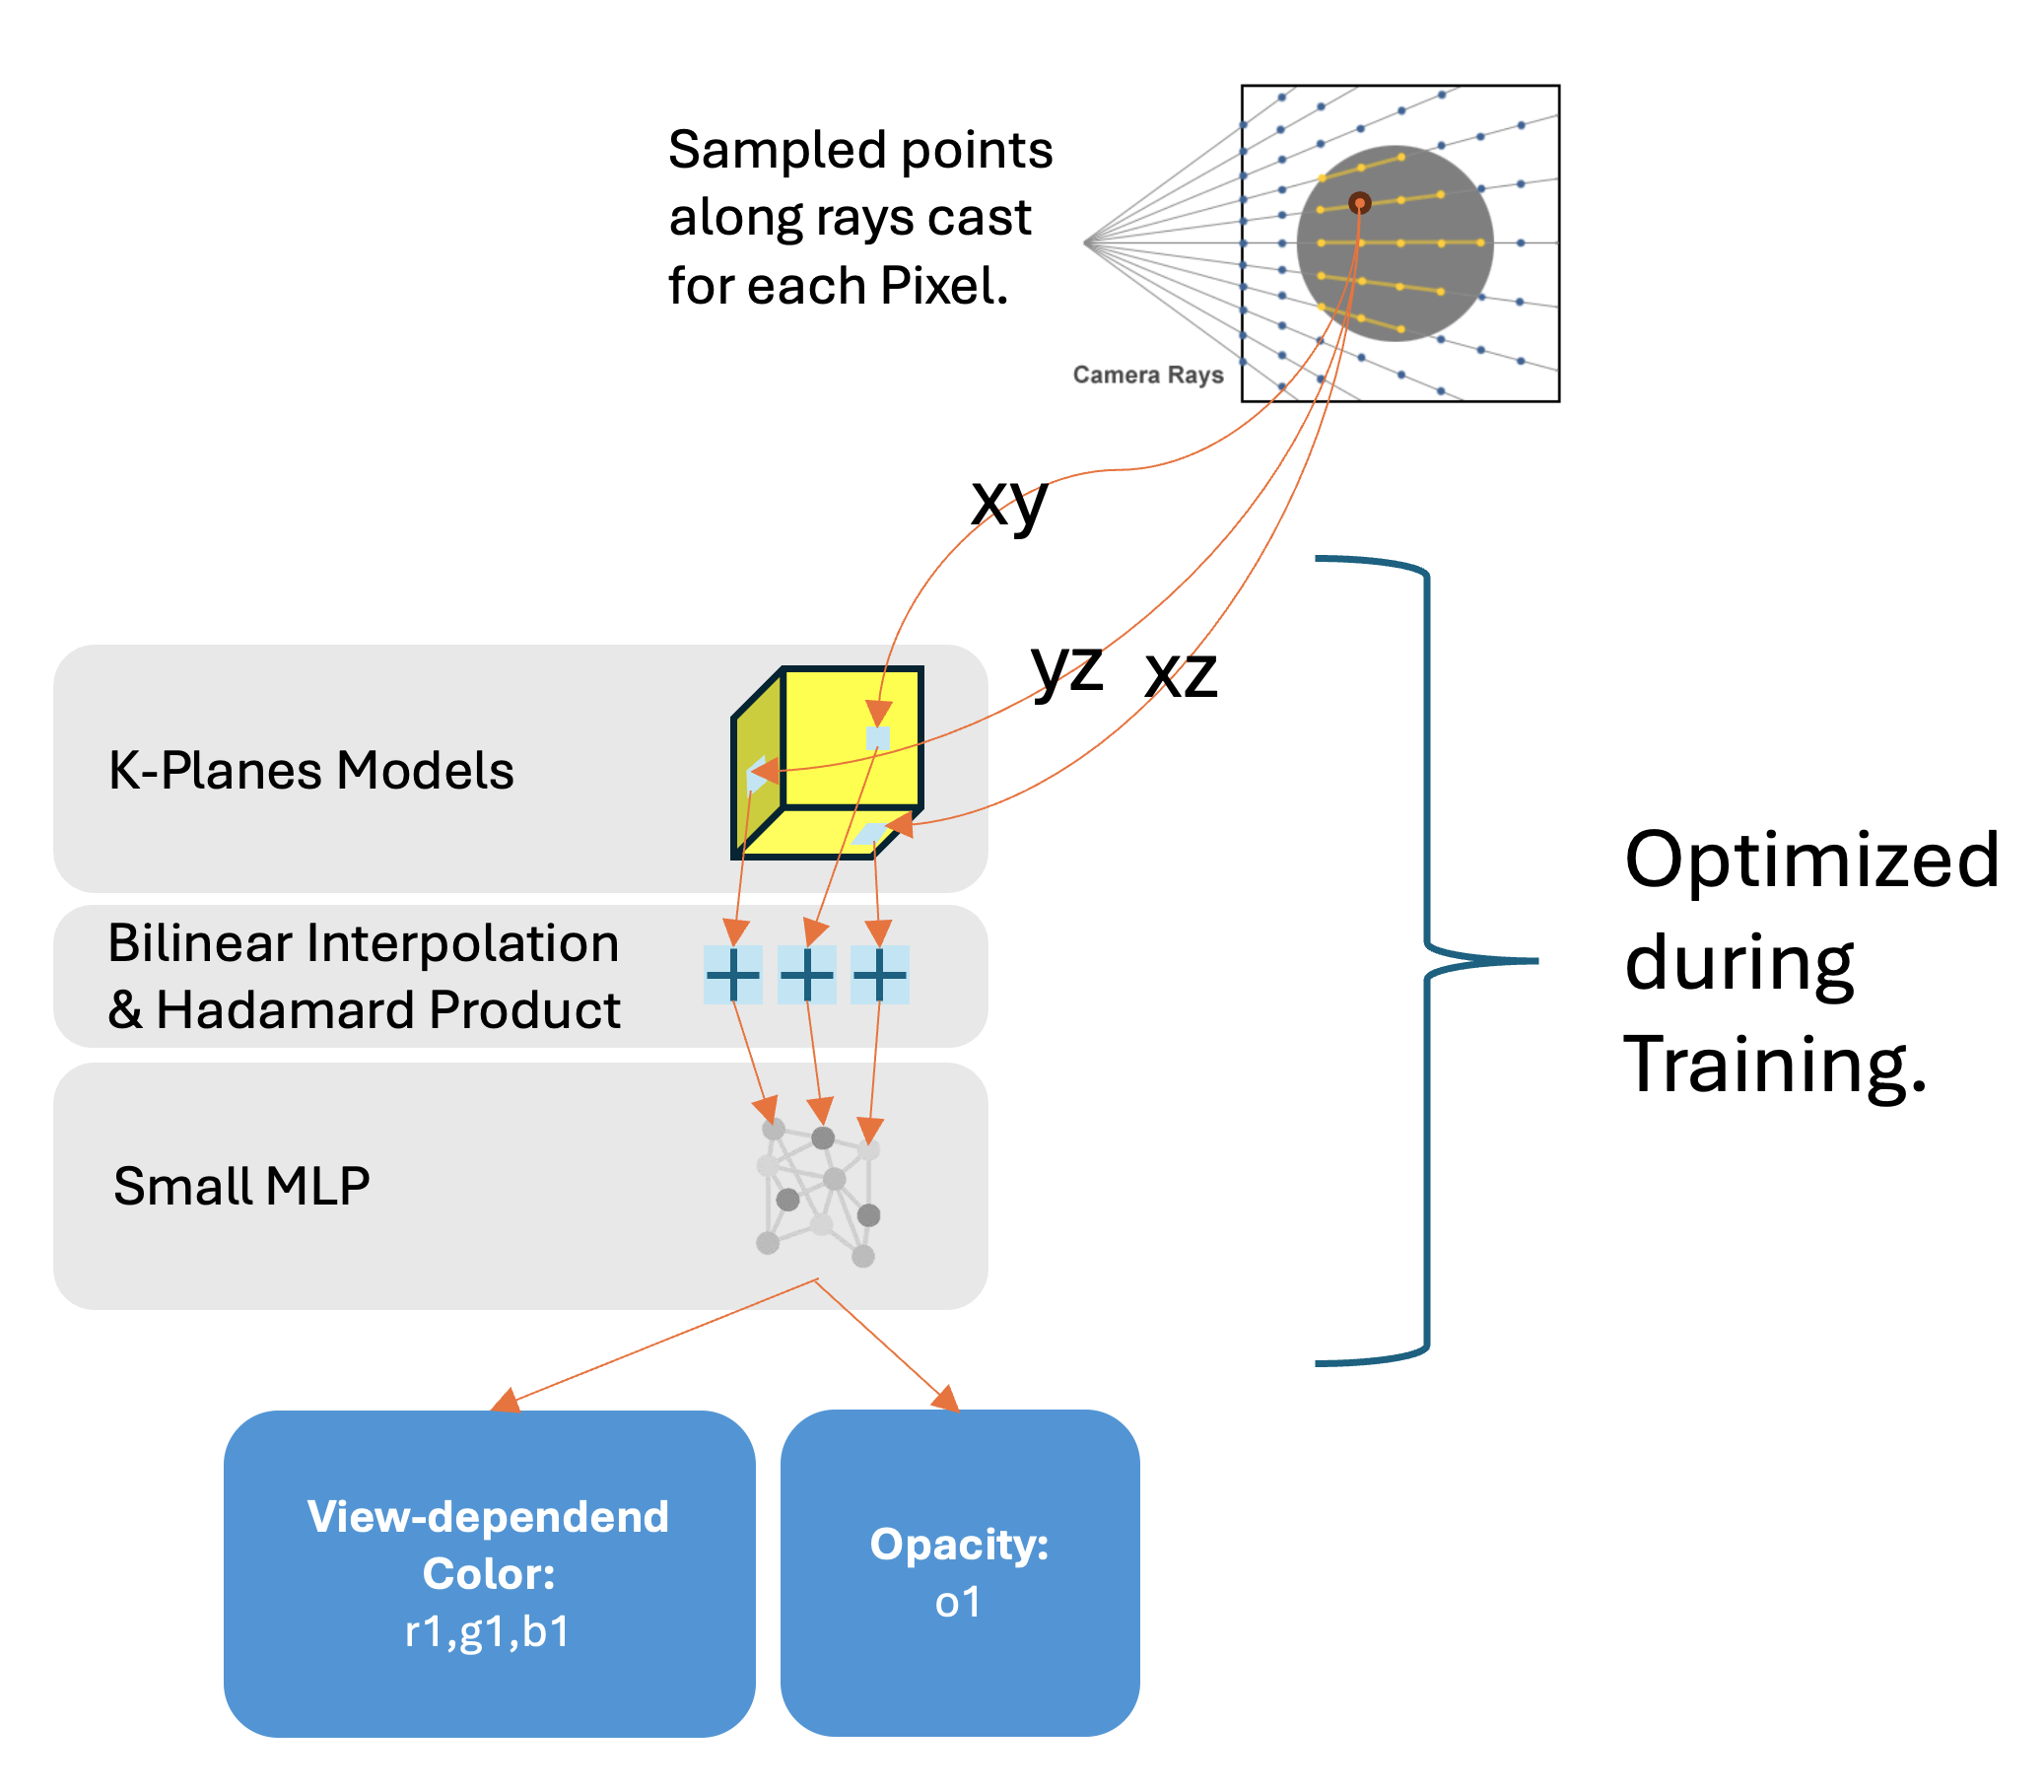 Sampled points
along rays cast
for each Pixel.
Camera Rays
xy
yz
xz
K-Planes Models
Bilinear Interpolation
& Hadamard Product
Small MLP
Optimized
during
Training.
View-dependend
Color:
r1,g1,b1
Opacity:
o1